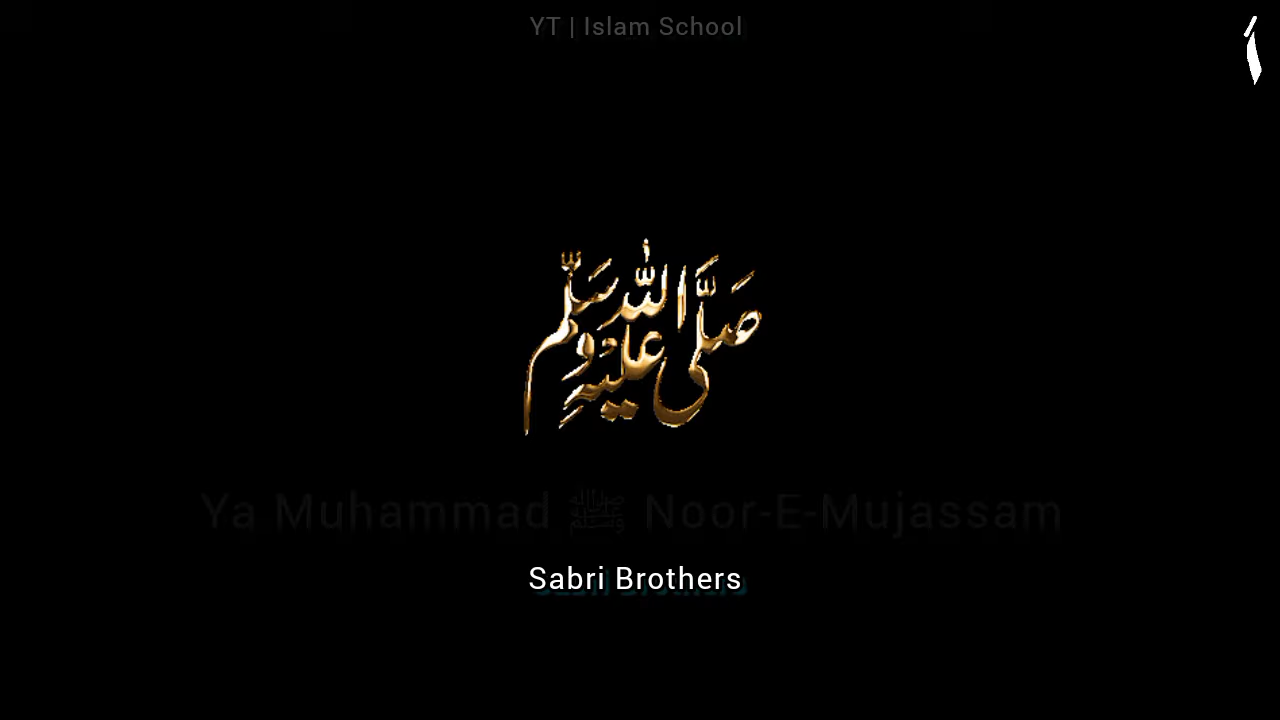 YT | Islam School
صَلَّى اللّٰهُ عَلَيْهِ وَسَلَّم
Ya Muhammad ﷺ Noor-E-Mujassam
Sabri Brothers